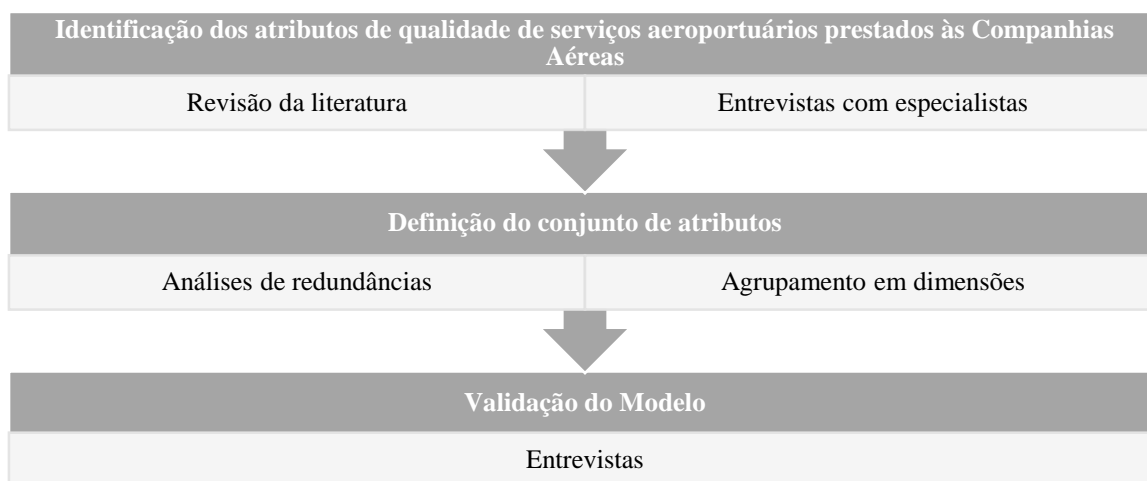 Identificação dos atributos de qualidade de serviços aeroportuários prestados às Companhias
Aéreas
Revisão da literatura
Entrevistas com especialistas
Definição do conjunto de atributos
Análises de redundâncias
Agrupamento em dimensões
Validação do Modelo
Entrevistas